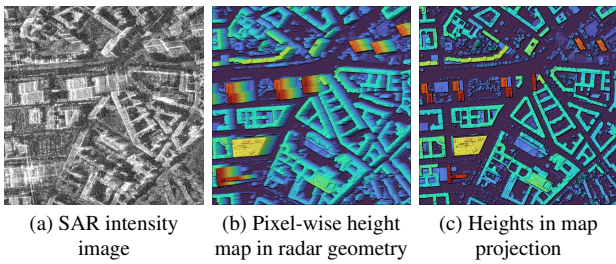 (a) SAR intensity
image
(b) Pixel-wise height
map in radar geometry
(c) Heights in map
projection